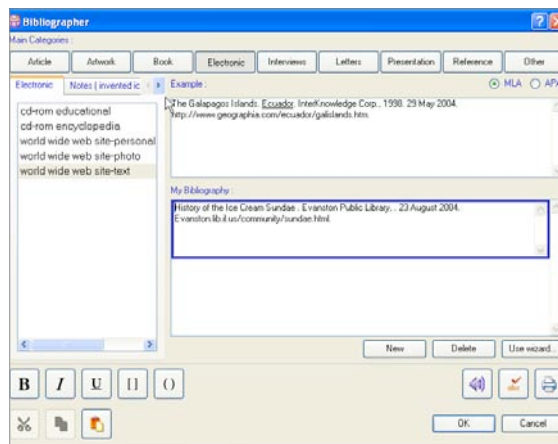 Bibliographer
Main Categories :
Article Artwork Book Electronic Interviews Letters Presentation Reference Other
Electronic Notes ( invented ic Example : MLA APA
The Galapagos Islands. Ecuador. InterKnowledge Corp., 1998. 29 May 2004.
http://www.geographia.com/ecuador/galislands.htm.
cd-rom educational
cd-rom encyclopedia
world wide web site-personal
world wide web site-photo
world wide web site-text
My Bibliography :
History of the Ice Cream Sundae . Evanston Public Library, . 23 August 2004.
Evanston.lib.il.us/community/sundae.html.
New Delete Use wizard...
B I U [ ] ( )
OK Cancel